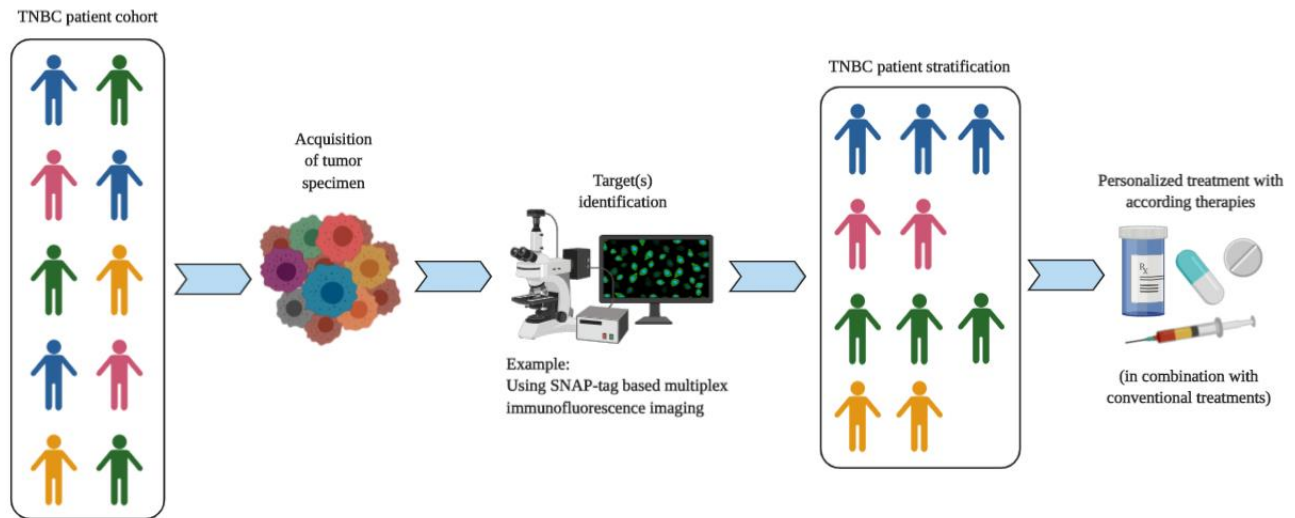 TNBC patient cohort
Acquisition
of tumor
specimen
Target(s)
identification
Example:
Using SNAP-tag based multiplex
immunofluorescence imaging
TNBC patient stratification
Personalized treatment with
according therapies
Rx
(in combination with
conventional treatments)